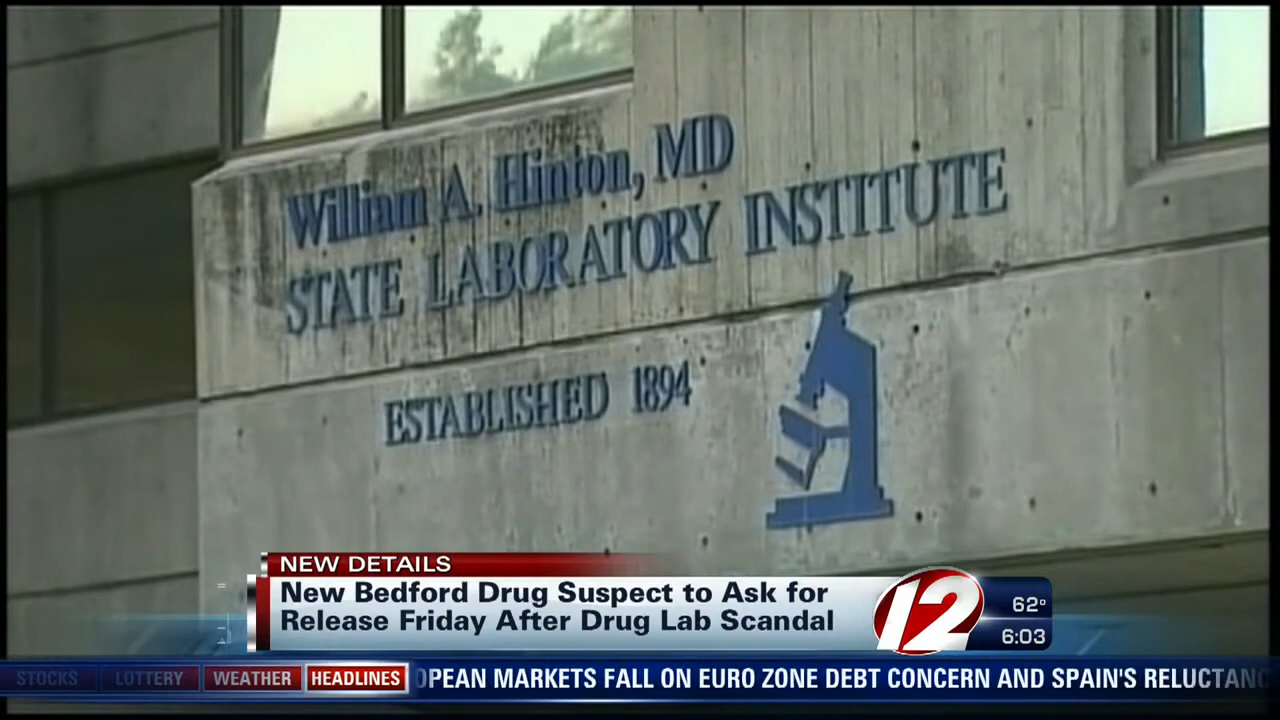 William A. Hinton, MD
STATE LABORATORY INSTITUTE
ESTABLISHED 1894
NEW DETAILS
New Bedford Drug Suspect to Ask for
Release Friday After Drug Lab Scandal
12
62°
6:03
STOCKS LOTTERY WEATHER HEADLINES OPEAN MARKETS FALL ON EURO ZONE DEBT CONCERN AND SPAIN'S RELUCTANC